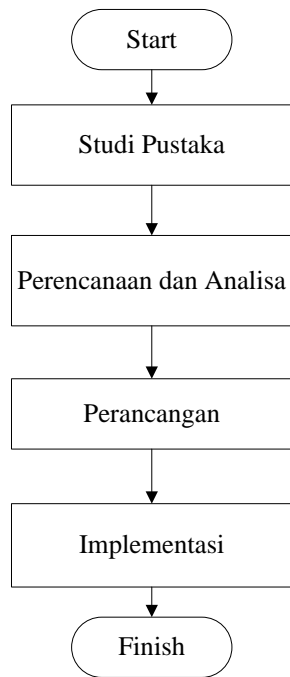 Start
Studi Pustaka
Perencanaan dan Analisa
Perancangan
Implementasi
Finish